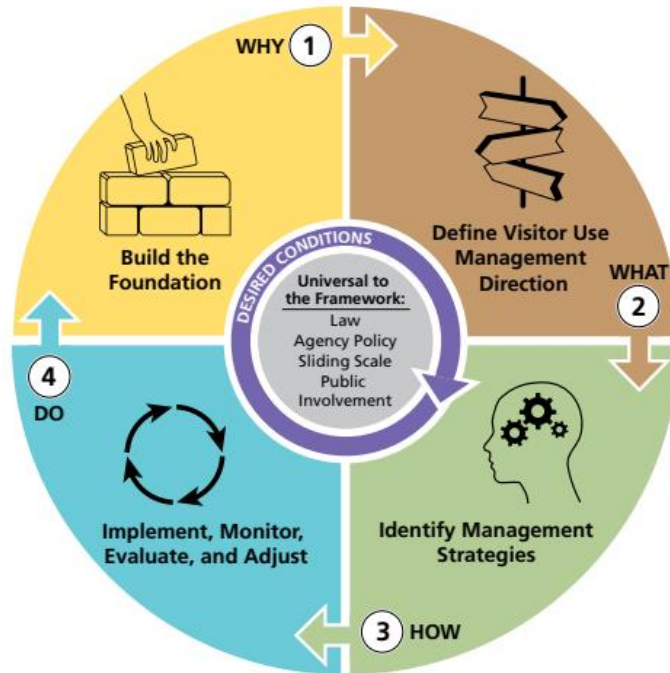 WHY 1
Build the
Foundation
Define Visitor Use
Management
Direction
WHAT
2
DESIRED CONDITIONS
Universal to
the Framework:
Law
Agency Policy
Sliding Scale
Public
Involvement
Identify Management
Strategies
3 HOW
Implement, Monitor,
Evaluate, and Adjust
4
DO